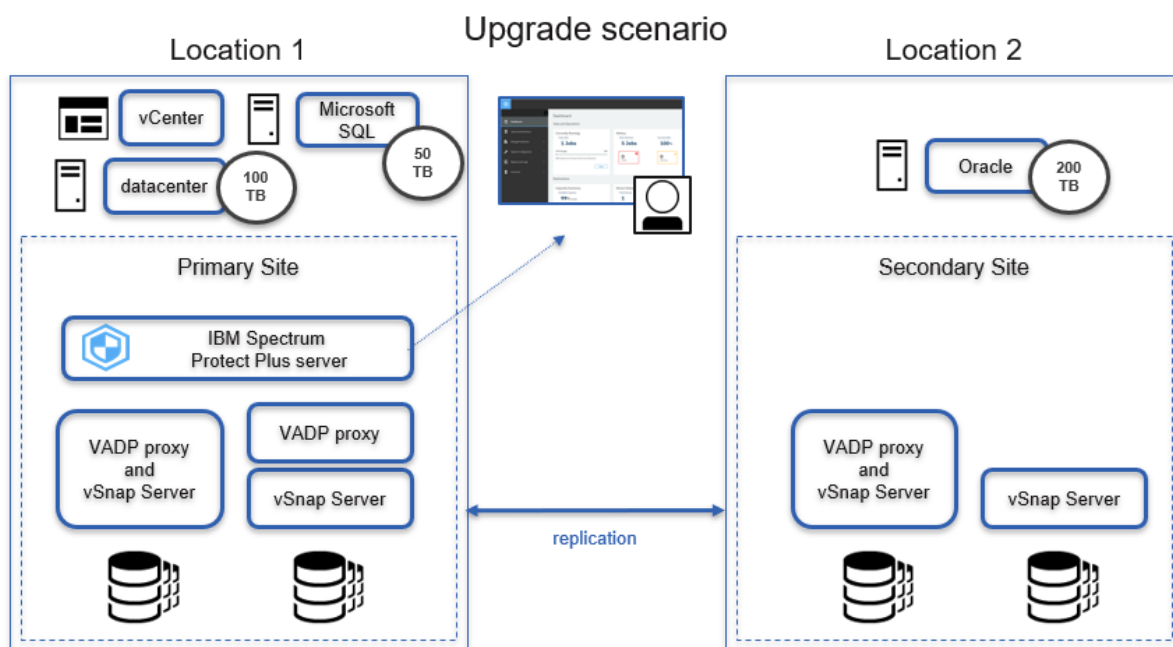 Upgrade scenario
Location 1
Location 2
vCenter
Microsoft
SQL
50
TB
datacenter
100
TB
Oracle
200
TB
Primary Site
Secondary Site
IBM Spectrum
Protect Plus server
VADP proxy
and
vSnap Server
VADP proxy
vSnap Server
VADP proxy
and
vSnap Server
vSnap Server
replication